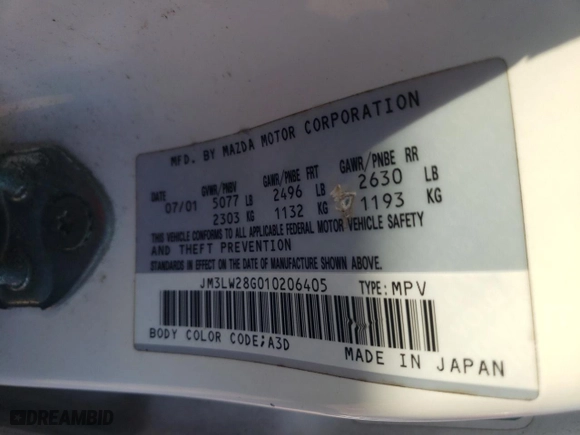 MFD. BY MAZDA MOTOR CORPORATION
DATE GVWR/PNBV GAWR/PNBE FRT GAWR/PNBE RR
07/01 5077 LB 2496 LB 2630 LB
2303 KG 1132 KG 1193 KG
THIS VEHICLE CONFORMS TO ALL APPLICABLE FEDERAL MOTOR VEHICLE SAFETY
AND THEFT PREVENTION
STANDARDS IN EFFECT ON THE DATE OF MANUFACTURE SHOWN ABOVE.
JM3LW28G010206405 TYPE:MPV
BODY COLOR CODE;A3D
MADE IN JAPAN
DREAMBID